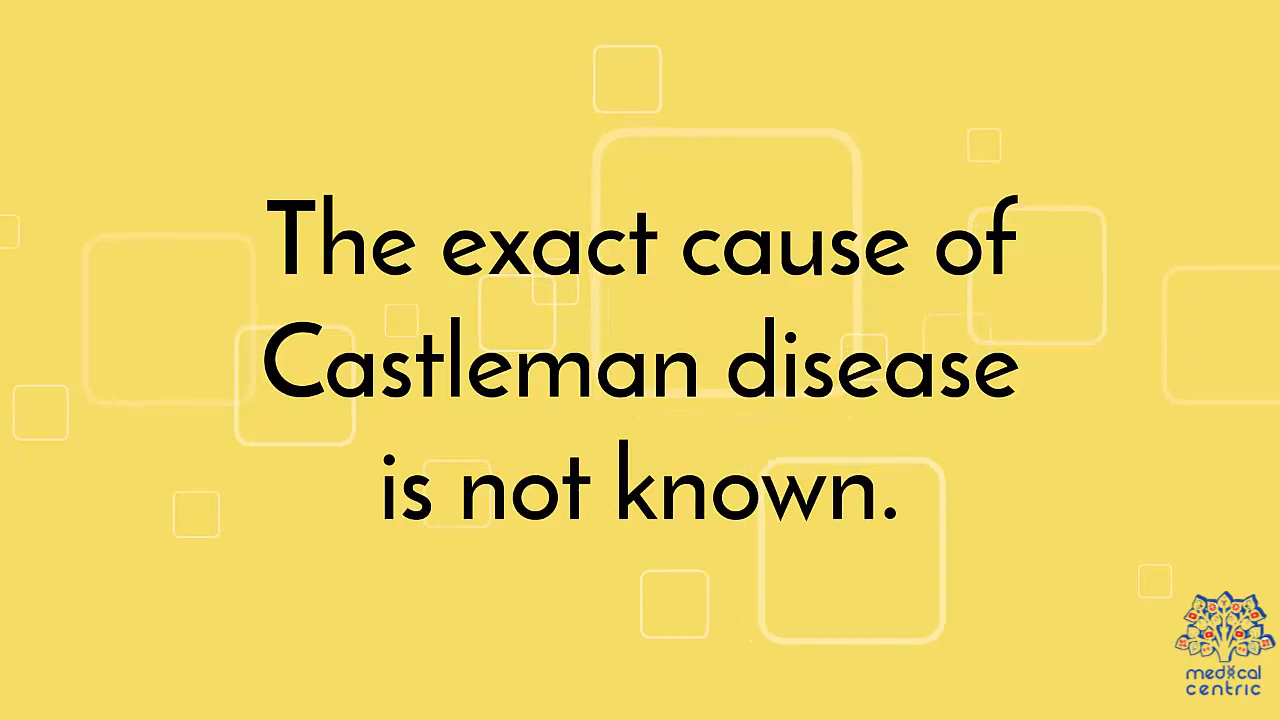 The exact cause of
Castleman disease
is not known.
medical
centric